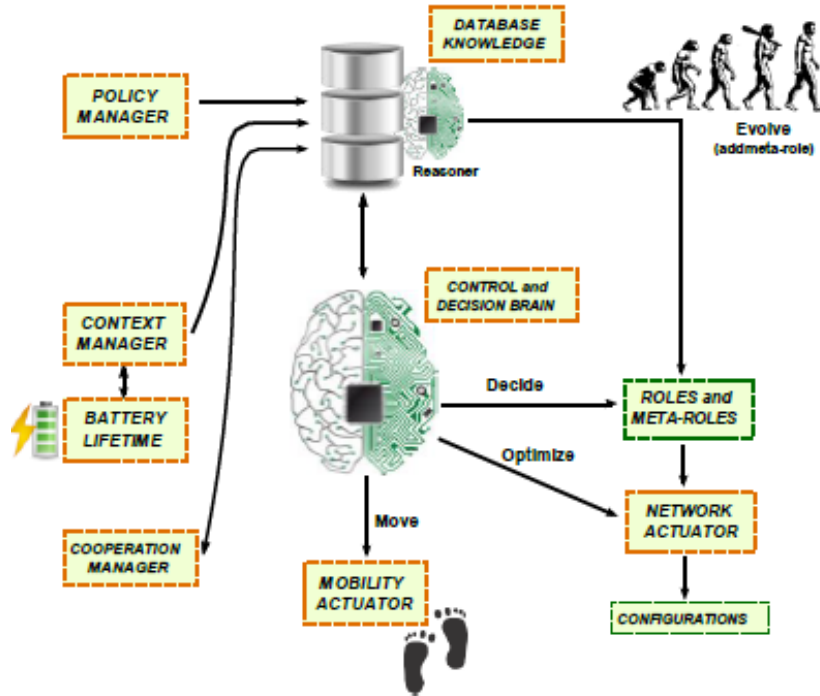 DATABASE
KNOWLEDGE
POLICY
MANAGER
Reasoner
Evolve
(addmeta-role)
CONTROL and
DECISION BRAIN
CONTEXT
MANAGER
BATTERY
LIFETIME
Decide
ROLES and
META-ROLES
Optimize
NETWORK
ACTUATOR
Move
COOPERATION
MANAGER
MOBILITY
ACTUATOR
CONFIGURATIONS